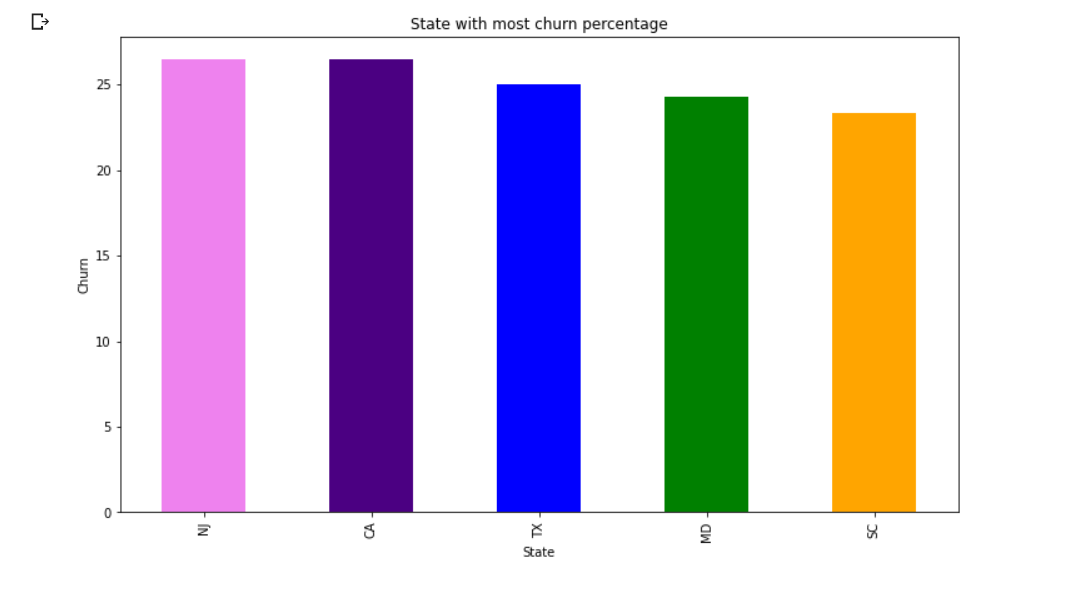 State with most churn percentage
25
20
15
10
5
0
Churn
NJ
CA
TX
MD
SC
State